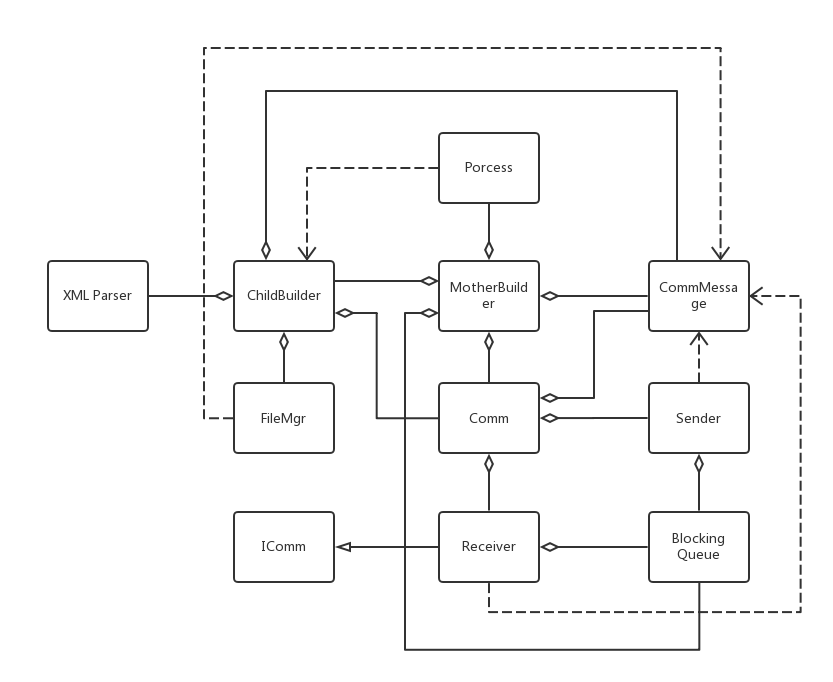 Porcess
XML Parser
ChildBuilder
MotherBuild
er
CommMessa
ge
FileMgr
Comm
Sender
IComm
Receiver
Blocking
Queue